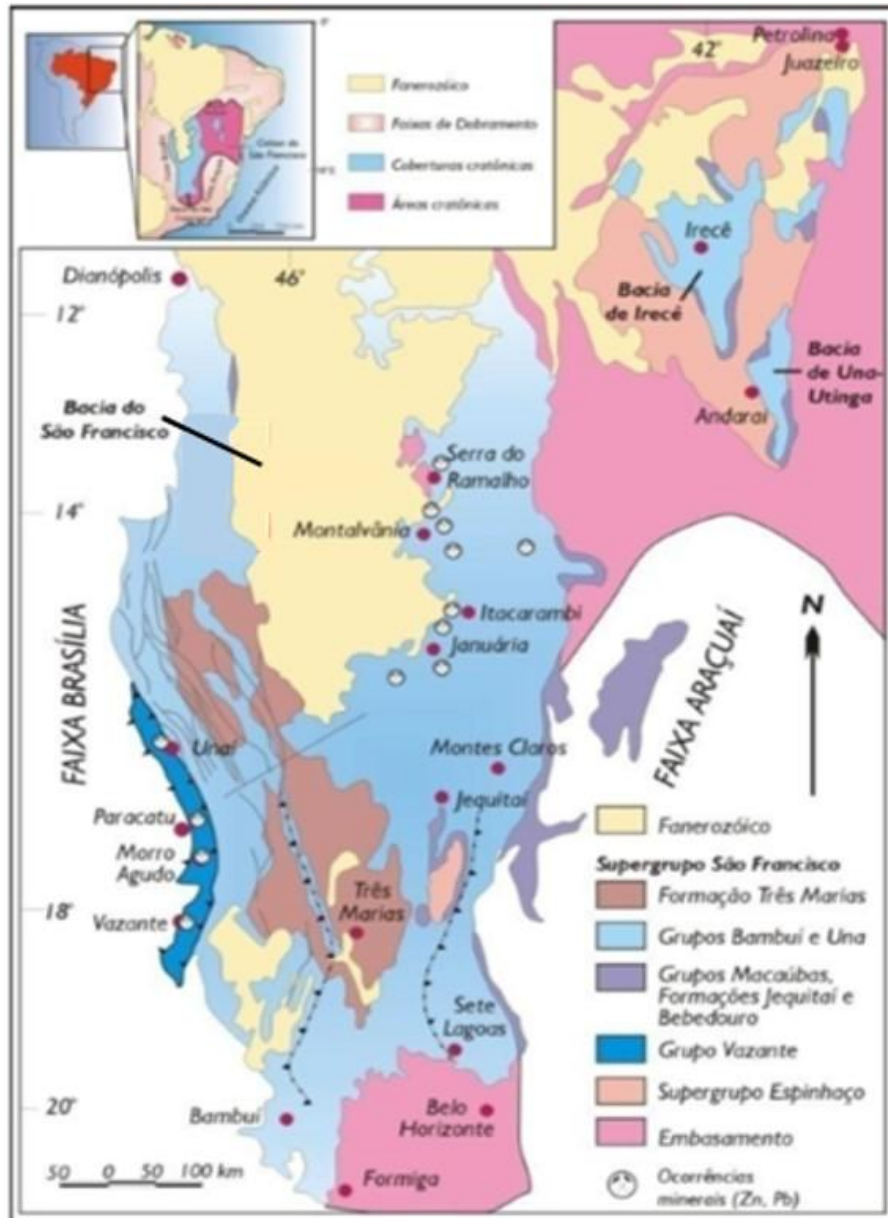 Fanerozóico
Faixas de Dobramento
Coberturas cratônicas
Áreas cratônicas
42°
Petrolina
Juazeiro
Irecê
Bacia
de Irecê
Bacia
de Una-
Utinga
Andaraí
Dianópolis
46°
12°
Bacia do
São Francisco
Serra do
Ramalho
14°
Montalvânia
Itacarambi
Januária
N
FAIXA BRASÍLIA
FAIXA ARAÇUAÍ
Unaí
Montes Claros
Jequitaí
Paracatu
Morro
Agudo
Três
Marias
18°
Vazante
Sete
Lagoas
20°
Bambuí
Belo
Horizonte
Formiga
50 0 50 100 km
Fanerozóico
Supergrupo São Francisco
Formação Três Marias
Grupos Bambuí e Una
Grupos Macaúbas,
Formações Jequitaí e
Bebedouro
Grupo Vazante
Supergrupo Espinhaço
Embasamento
Ocorrências
minerais (Zn, Pb)